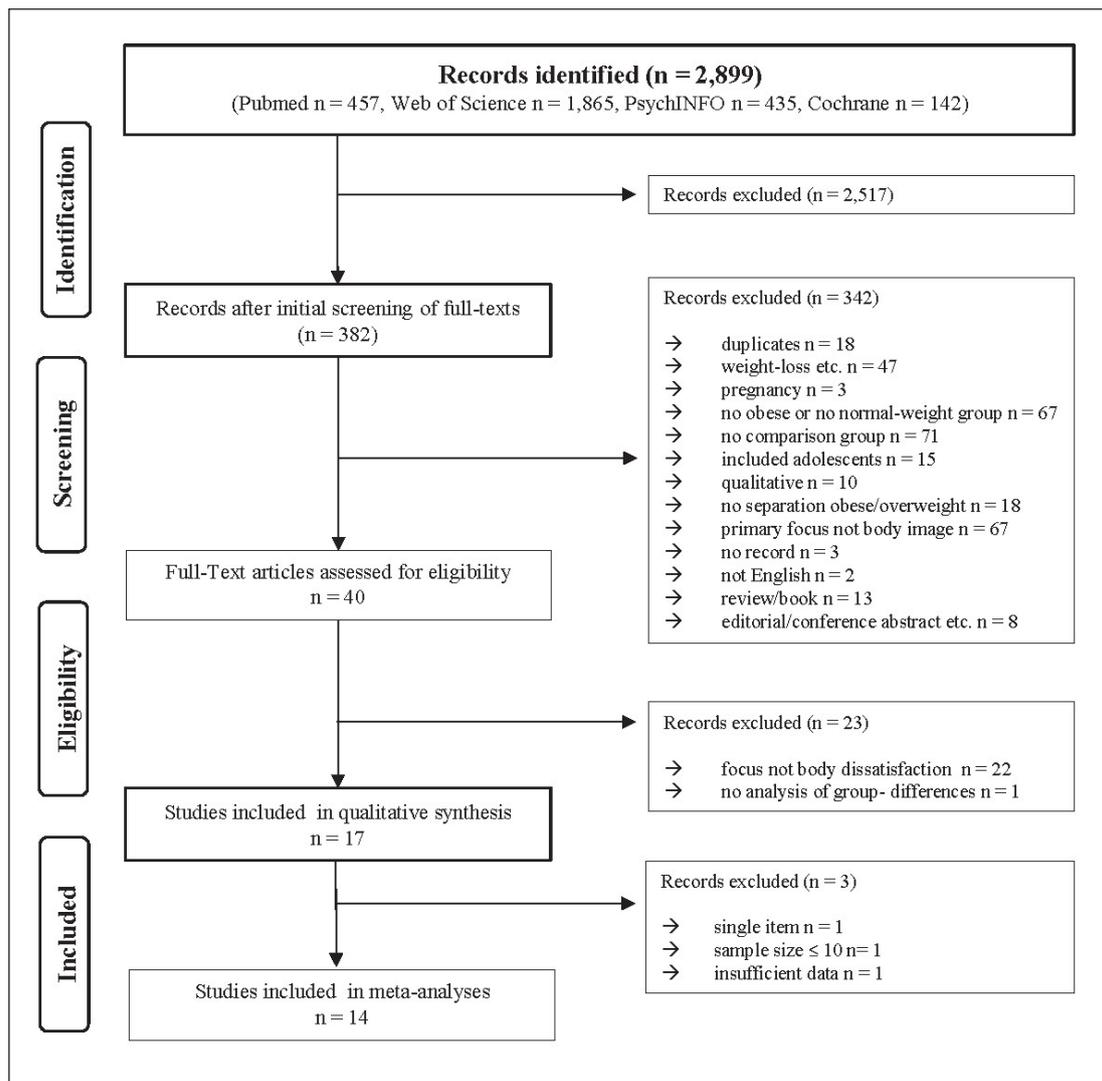 Records identified (n = 2,899)
(Pubmed n = 457, Web of Science n = 1,865, PsychINFO n = 435, Cochrane n = 142)
Identification
Records excluded (n = 2,517)
Records after initial screening of full-texts
(n = 382)
Records excluded (n = 342)
→ duplicates n = 18
→ weight-loss etc. n = 47
→ pregnancy n = 3
→ no obese or no normal-weight group n = 67
→ no comparison group n = 71
→ included adolescents n = 15
→ qualitative n = 10
→ no separation obese/overweight n = 18
→ primary focus not body image n = 67
→ no record n = 3
→ not English n = 2
→ review/book n = 13
→ editorial/conference abstract etc. n = 8
Screening
Full-Text articles assessed for eligibility
n = 40
Eligibility
Records excluded (n = 23)
→ focus not body dissatisfaction n = 22
→ no analysis of group- differences n = 1
Studies included in qualitative synthesis
n = 17
Included
Records excluded (n = 3)
→ single item n = 1
→ sample size ≤ 10 n= 1
→ insufficient data n = 1
Studies included in meta-analyses
n = 14